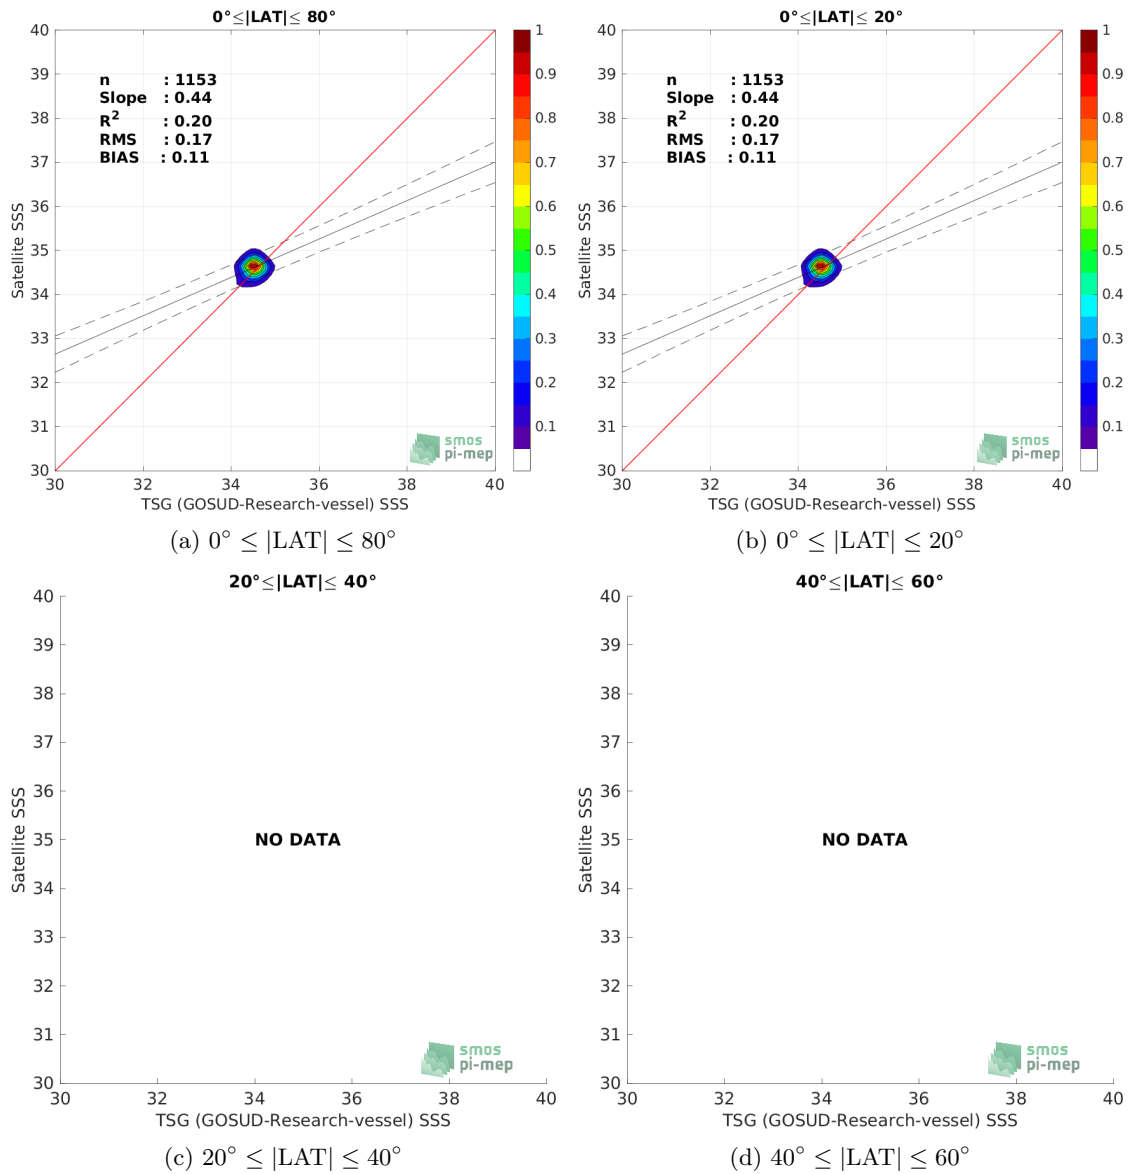 0°≤|LAT|≤ 80°
40
39
38
37
36
35
34
33
32
31
30
Satellite SSS
n : 1153
Slope : 0.44
R² : 0.20
RMS : 0.17
BIAS : 0.11
smos
pi-mep
30 32 34 36 38 40
TSG (GOSUD-Research-vessel) SSS
1
0.9
0.8
0.7
0.6
0.5
0.4
0.3
0.2
0.1
(a) 0° ≤ |LAT| ≤ 80°
0°≤|LAT|≤ 20°
40
39
38
37
36
35
34
33
32
31
30
Satellite SSS
n : 1153
Slope : 0.44
R² : 0.20
RMS : 0.17
BIAS : 0.11
smos
pi-mep
30 32 34 36 38 40
TSG (GOSUD-Research-vessel) SSS
1
0.9
0.8
0.7
0.6
0.5
0.4
0.3
0.2
0.1
(b) 0° ≤ |LAT| ≤ 20°
20°≤|LAT|≤ 40°
40
39
38
37
36
35
34
33
32
31
30
Satellite SSS
NO DATA
smos
pi-mep
30 32 34 36 38 40
TSG (GOSUD-Research-vessel) SSS
(c) 20° ≤ |LAT| ≤ 40°
40°≤|LAT|≤ 60°
40
39
38
37
36
35
34
33
32
31
30
Satellite SSS
NO DATA
smos
pi-mep
30 32 34 36 38 40
TSG (GOSUD-Research-vessel) SSS
(d) 40° ≤ |LAT| ≤ 60°